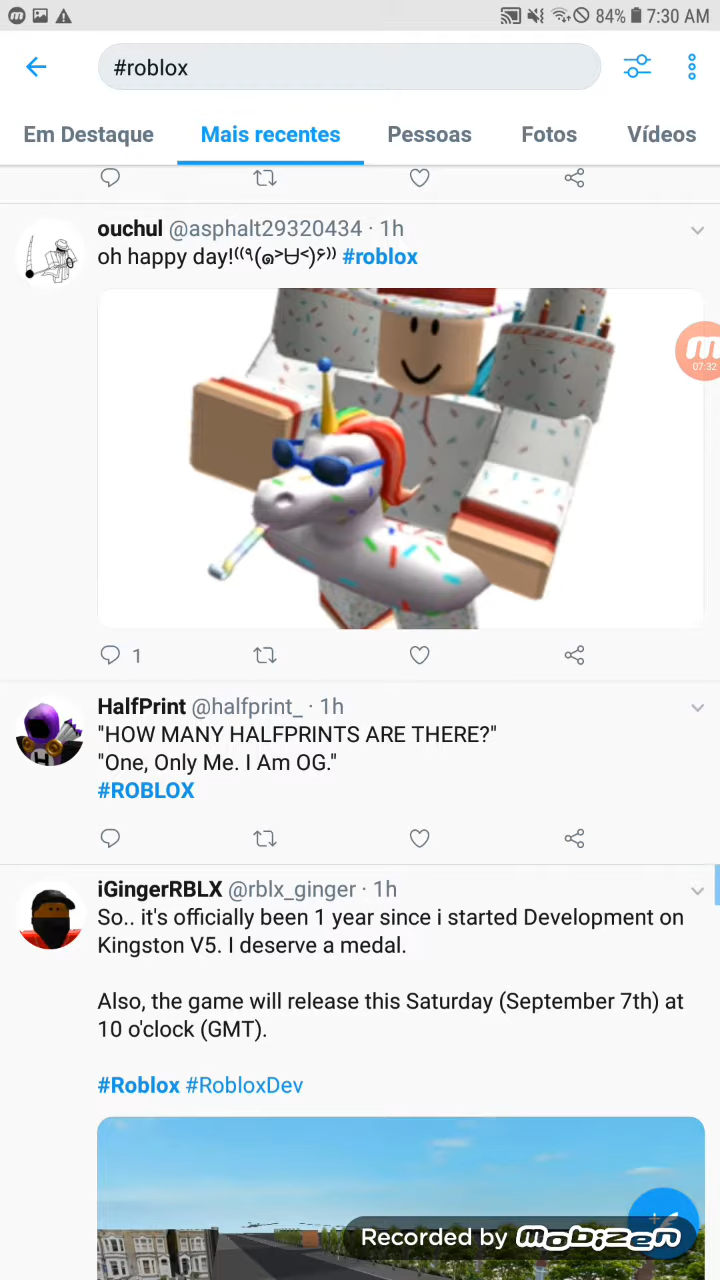 84% 7:30 AM
#roblox
Em Destaque Mais recentes Pessoas Fotos Vídeos
ouchul @asphalt29320434 · 1h
oh happy day! #roblox
07:32
1
HalfPrint @halfprint_ · 1h
"HOW MANY HALFPRINTS ARE THERE?"
"One, Only Me. I Am OG."
#ROBLOX
iGingerRBLX @rblx_ginger · 1h
So.. it's officially been 1 year since i started Development on
Kingston V5. I deserve a medal.
Also, the game will release this Saturday (September 7th) at
10 o'clock (GMT).
#Roblox #RobloxDev
Recorded by mobizen